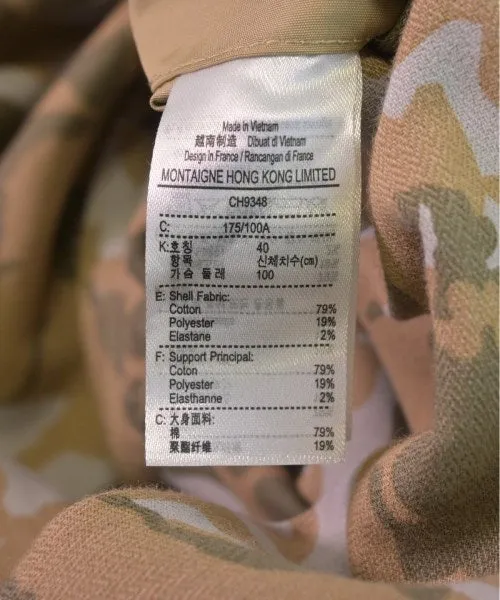 Made in Vietnam
越南制造 Dibuat di Vietnam
Design In France / Rancangan di France
MONTAIGNE HONG KONG LIMITED
CH9348
C: 175/100A
K: 호칭 40
항목 신체치수(cm)
가슴 둘레 100
E: Shell Fabric:
Cotton 79%
Polyester 19%
Elastane 2%
F: Support Principal:
Coton 79%
Polyester 19%
Elasthanne 2%
C: 大身面料:
棉 79%
聚酯纤维 19%